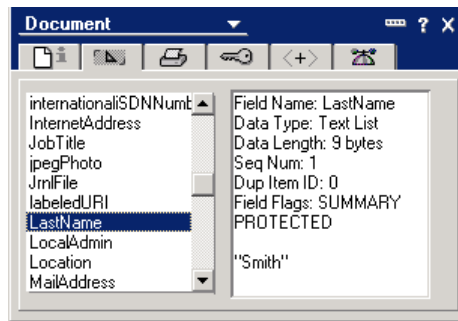 Document
? X
i
<+>
internationaliSDNNumb
InternetAddress
JobTitle
jpegPhoto
JrnlFile
labeledURI
LastName
LocalAdmin
Location
MailAddress
Field Name: LastName
Data Type: Text List
Data Length: 9 bytes
Seq Num: 1
Dup Item ID: 0
Field Flags: SUMMARY
PROTECTED
"Smith"